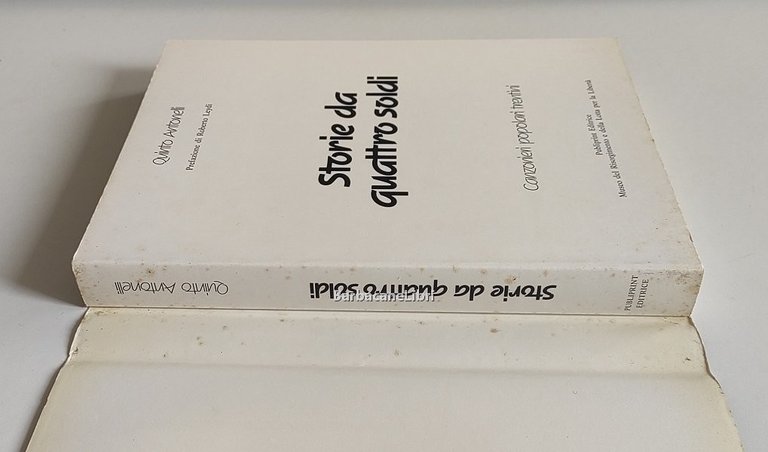 Quinto Antonelli
Prefazione di Roberto Leydi
Storie da
quattro soldi
Canzonieri popolari trentini
Publiprint Editrice
Museo del Risorgimento e della Lotta per la Libertà
Quinto Antonelli
Storie da quattro soldi
PUBLIPRINT
EDITRICE
BarbacaneLibri